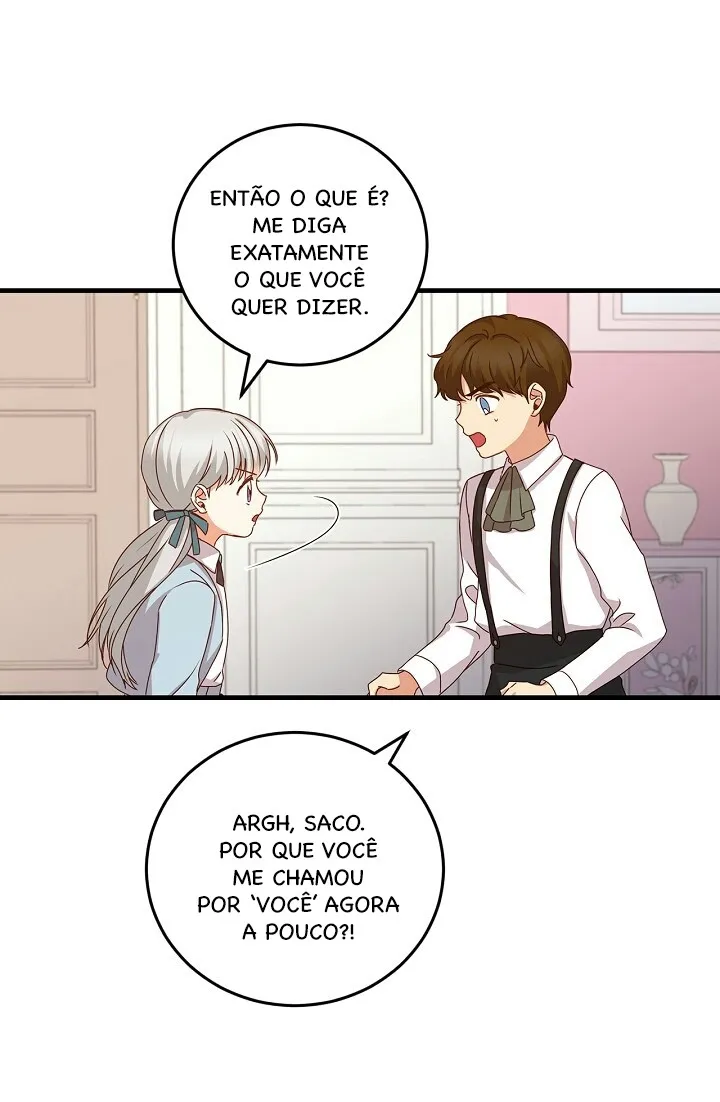 ENTÃO O QUE É?
ME DIGA
EXATAMENTE
O QUE VOCÊ
QUER DIZER.
ARGH, SACO.
POR QUE VOCÊ
ME CHAMOU
POR ‘VOCÊ’ AGORA
A POUCO?!